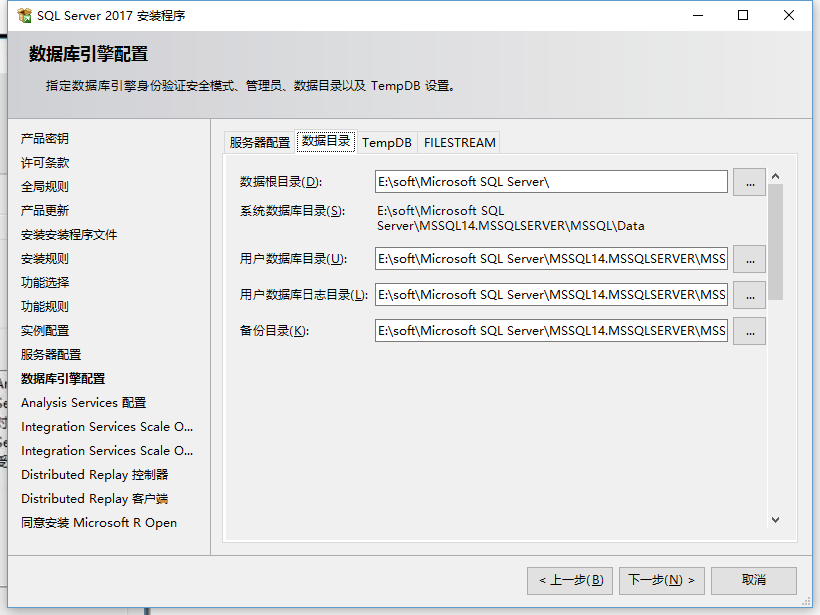 SQL Server 2017 安装程序
数据库引擎配置
指定数据库引擎身份验证安全模式、管理员、数据目录以及 TempDB 设置。
产品密钥
许可条款
全局规则
产品更新
安装安装程序文件
安装规则
功能选择
功能规则
实例配置
服务器配置
数据库引擎配置
Analysis Services 配置
Integration Services Scale O...
Integration Services Scale O...
Distributed Replay 控制器
Distributed Replay 客户端
同意安装 Microsoft R Open
服务器配置 数据目录 TempDB FILESTREAM
数据根目录(D): E:\soft\Microsoft SQL Server\ ...
系统数据库目录(S): E:\soft\Microsoft SQL
Server\MSSQL14.MSSQLSERVER\MSSQL\Data
用户数据库目录(U): E:\soft\Microsoft SQL Server\MSSQL14.MSSQLSERVER\MSS ...
用户数据库日志目录(L): E:\soft\Microsoft SQL Server\MSSQL14.MSSQLSERVER\MSS ...
备份目录(K): E:\soft\Microsoft SQL Server\MSSQL14.MSSQLSERVER\MSS ...
< 上一步(B) 下一步(N) > 取消